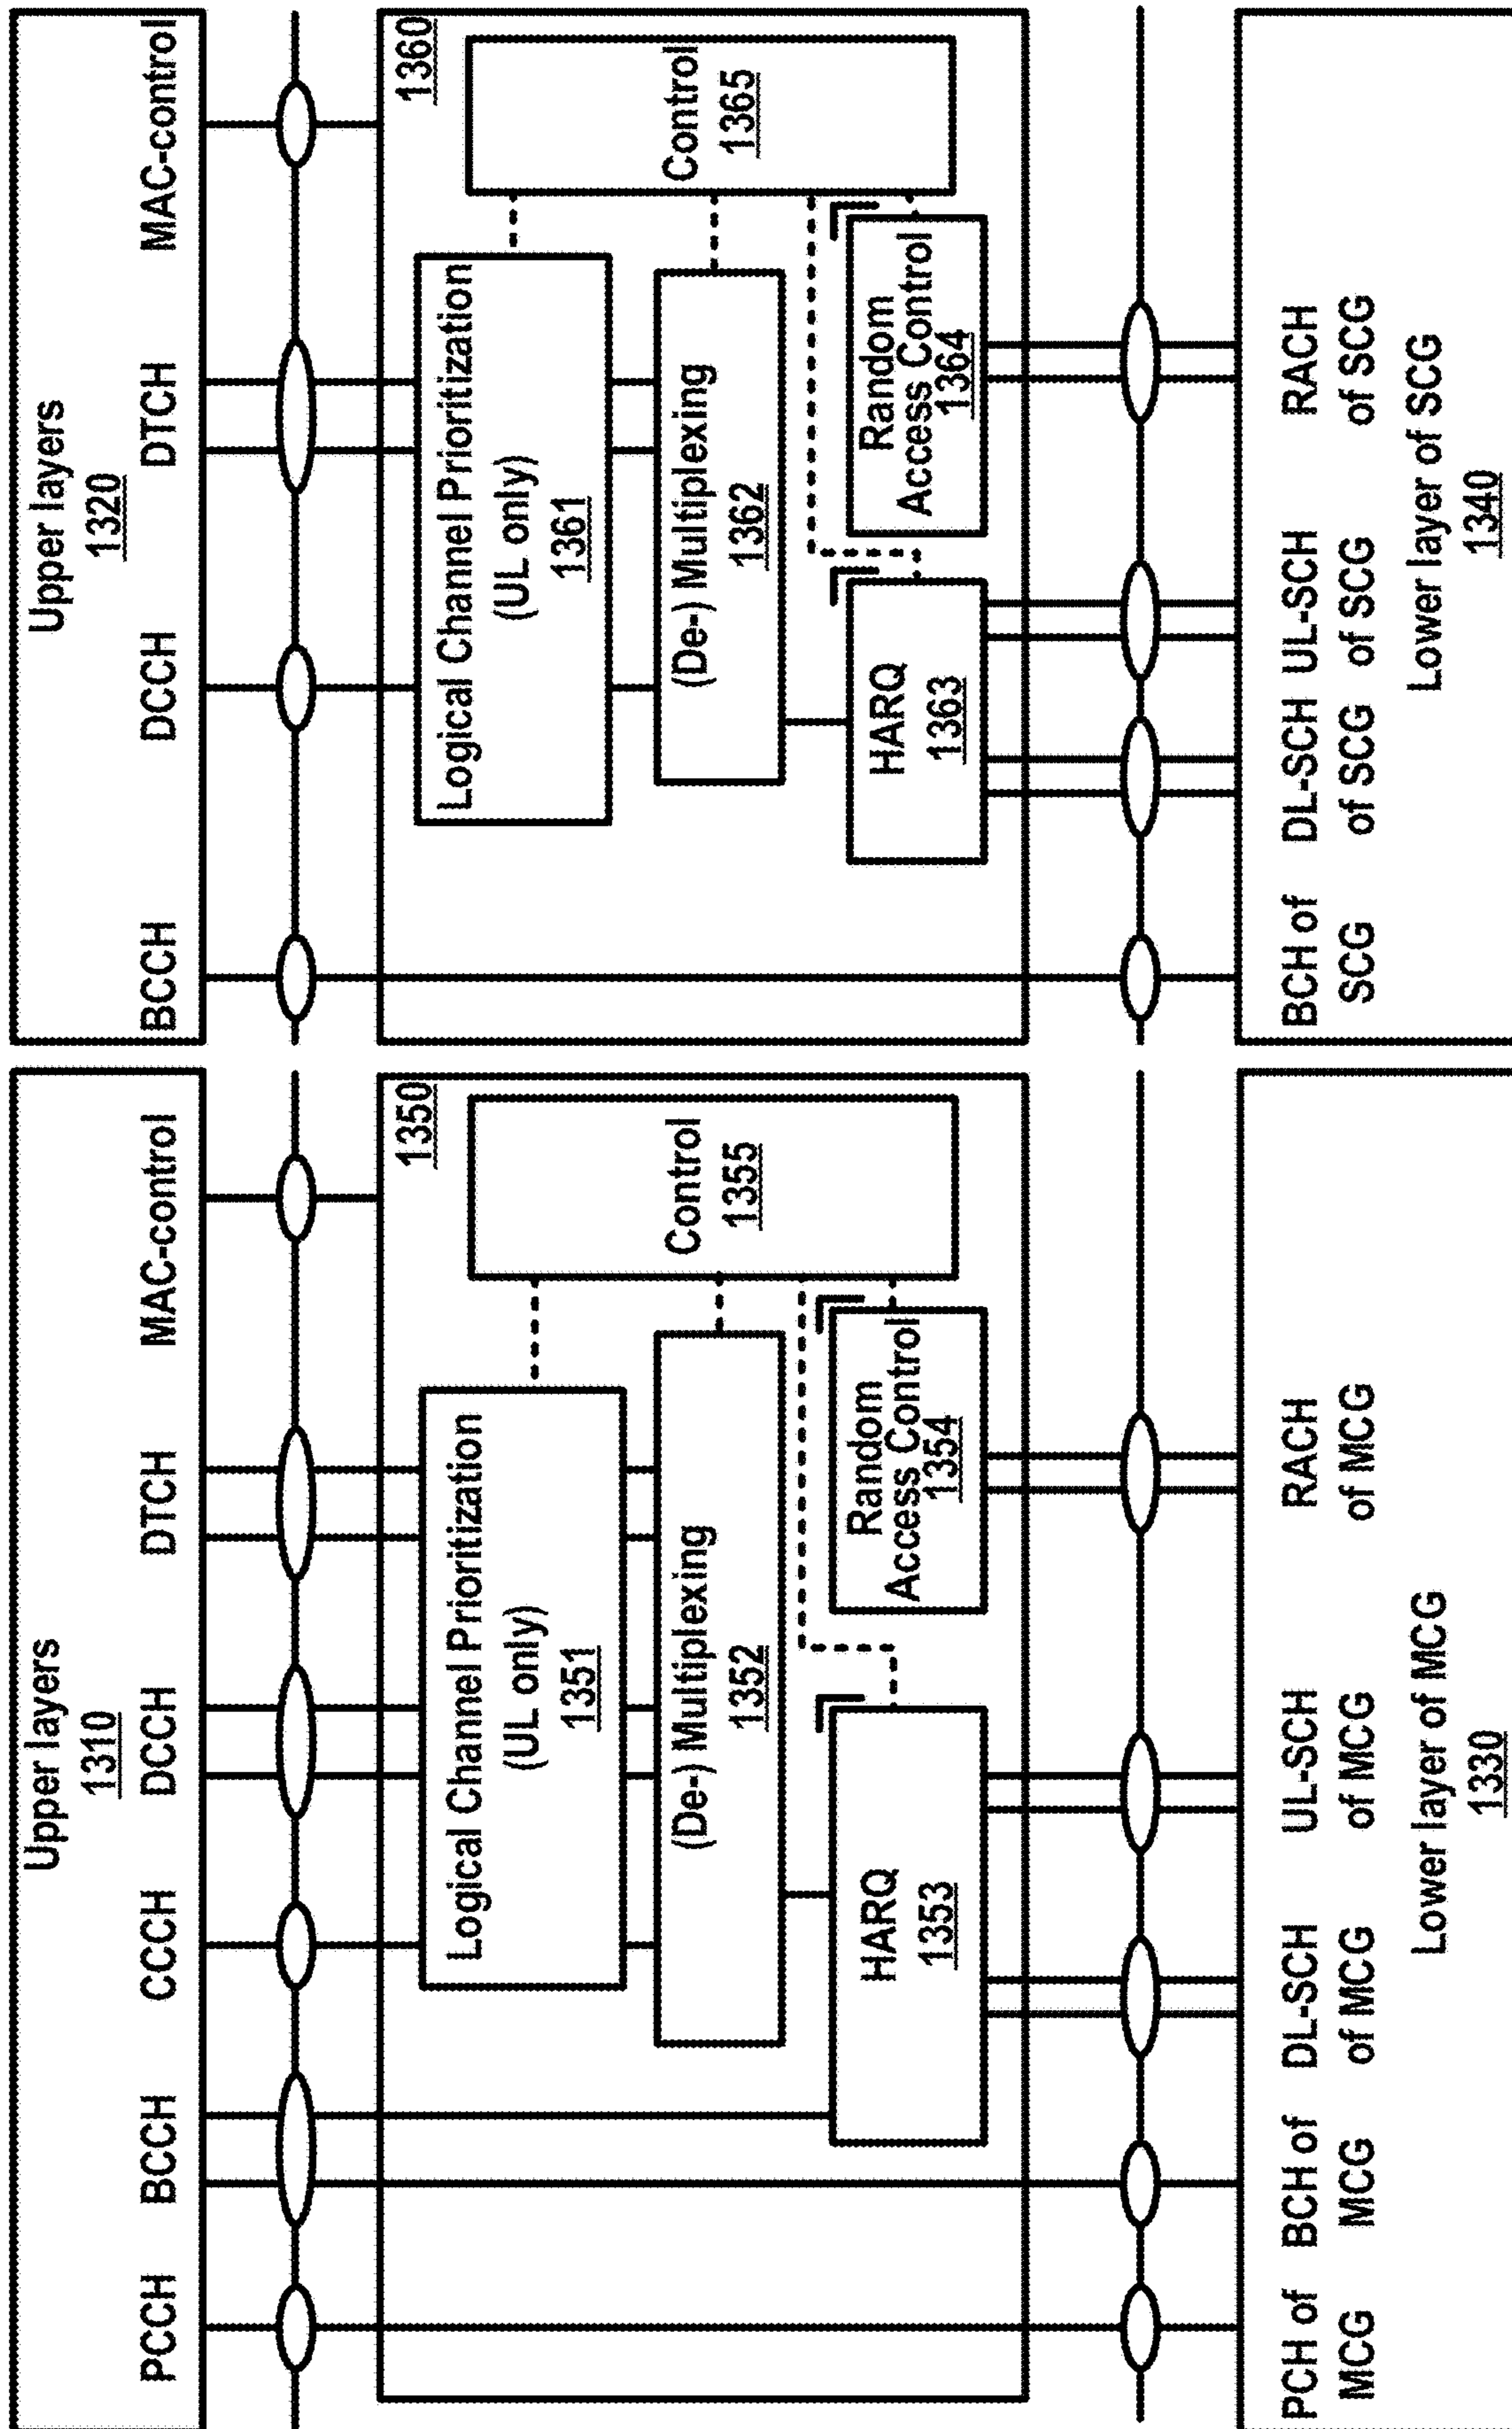 Upper layers
1310
PCCH
BCCH
CCCH
DCCH
DTCH
MAC-control
1350
Logical Channel Prioritization
(UL only)
1351
(De-) Multiplexing
1352
HARQ
1353
Random
Access Control
1354
Control
1355
PCH of
MCG
BCH of
MCG
DL-SCH
of MCG
UL-SCH
of MCG
RACH
of MCG
Lower layer of MCG
1330
Upper layers
1320
BCCH
DCCH
DTCH
MAC-control
1360
Logical Channel Prioritization
(UL only)
1361
(De-) Multiplexing
1362
HARQ
1363
Random
Access Control
1364
Control
1365
BCH of
SCG
DL-SCH
of SCG
UL-SCH
of SCG
RACH
of SCG
Lower layer of SCG
1340